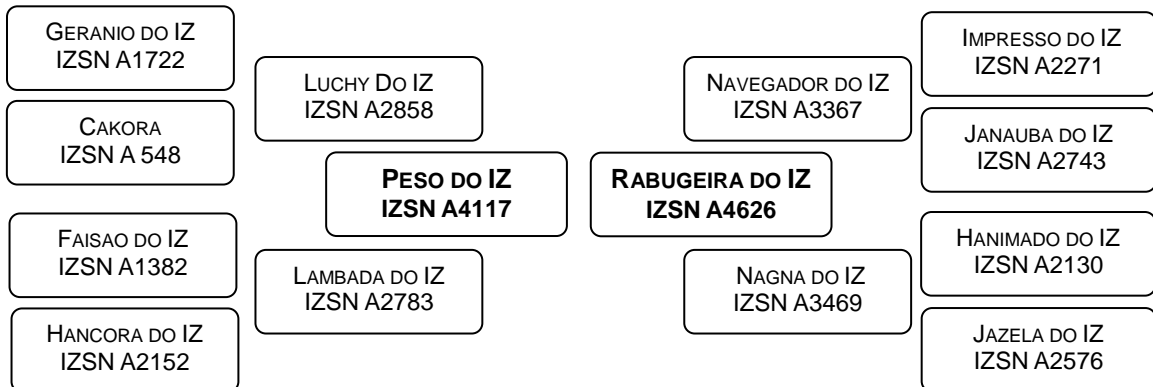 GERANIO DO IZ
IZSN A1722
CAKORA
IZSN A 548
FAISAO DO IZ
IZSN A1382
HANCORA DO IZ
IZSN A2152
LUCHY DO IZ
IZSN A2858
LAMBADA DO IZ
IZSN A2783
PESO DO IZ
IZSN A4117
RABUGEIRA DO IZ
IZSN A4626
NAVEGADOR DO IZ
IZSN A3367
NAGNA DO IZ
IZSN A3469
IMPRESSO DO IZ
IZSN A2271
JANAUBA DO IZ
IZSN A2743
HANIMADO DO IZ
IZSN A2130
JAZELA DO IZ
IZSN A2576